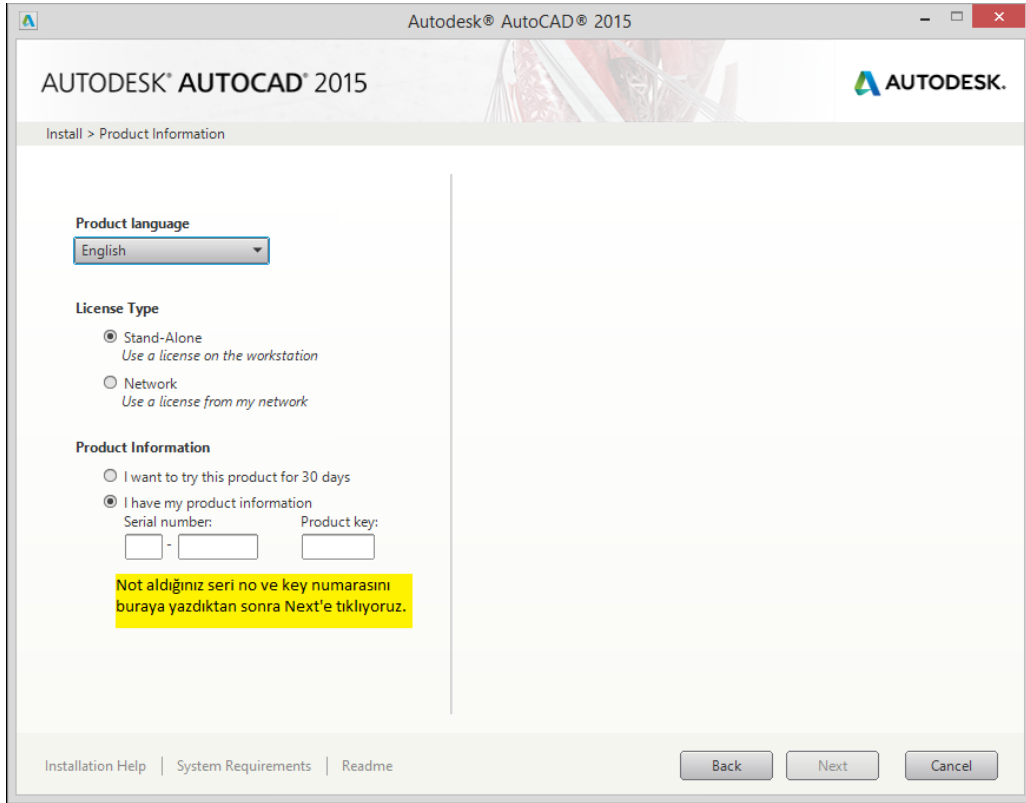 Autodesk® AutoCAD® 2015
AUTODESK® AUTOCAD® 2015
AUTODESK.
Install > Product Information
Product language
English
License Type
Stand-Alone
Use a license on the workstation
Network
Use a license from my network
Product Information
I want to try this product for 30 days
I have my product information
Serial number: Product key:
-
Not aldığınız seri no ve key numarasını
buraya yazdıktan sonra Next'e tıklıyoruz.
Installation Help | System Requirements | Readme
Back Next Cancel